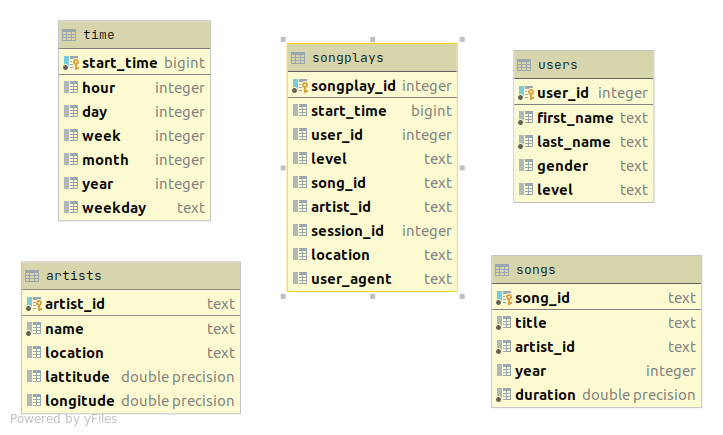 time
start_time bigint
hour integer
day integer
week integer
month integer
year integer
weekday text
songplays
songplay_id integer
start_time bigint
user_id integer
level text
song_id text
artist_id text
session_id integer
location text
user_agent text
users
user_id integer
first_name text
last_name text
gender text
level text
artists
artist_id text
name text
location text
lattitude double precision
longitude double precision
songs
song_id text
title text
artist_id text
year integer
duration double precision
Powered by yFiles